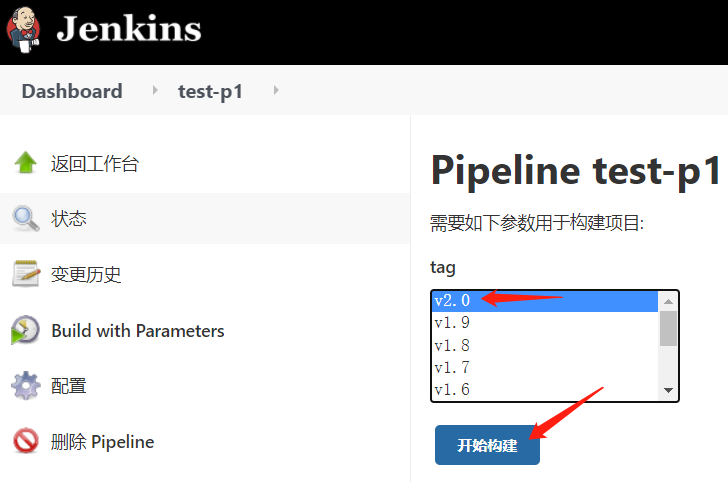 Jenkins
Dashboard
test-p1
返回工作台
状态
变更历史
Build with Parameters
配置
删除 Pipeline
Pipeline test-p1
需要如下参数用于构建项目:
tag
v2.0
v1.9
v1.8
v1.7
v1.6
开始构建